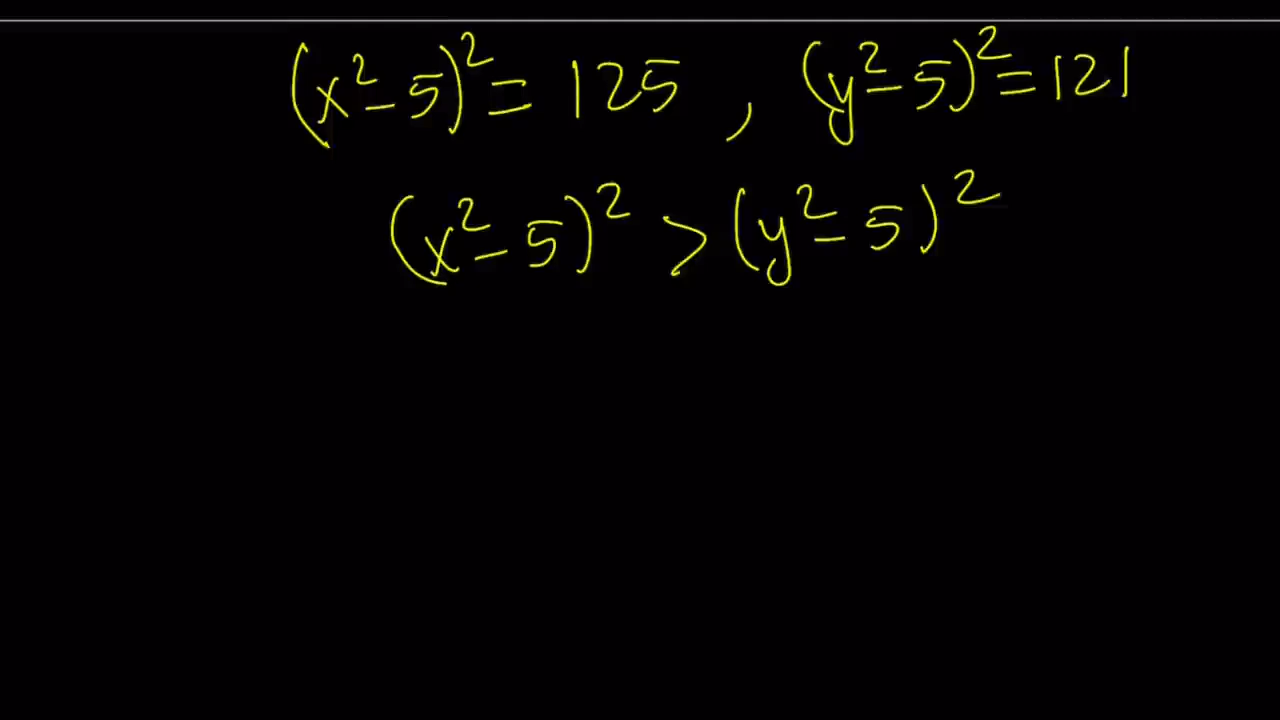 (x²-5)² = 125 , (y²-5)² = 121
(x²-5)² > (y²-5)²